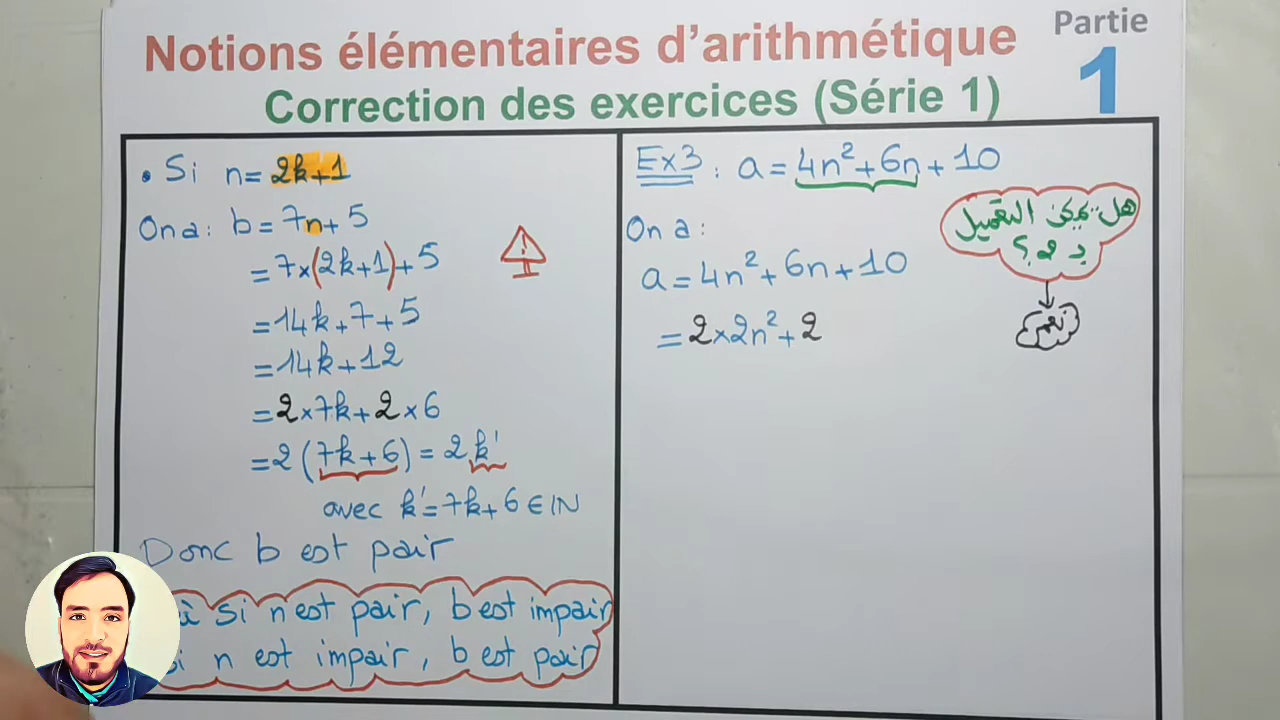 Notions élémentaires d'arithmétique
Correction des exercices (Série 1)
Partie
1
• Si n = 2k+1
On a : b = 7n + 5
= 7×(2k+1)+5
= 14k+7+5
= 14k+12
= 2×7k+2×6
= 2(7k+6) = 2k'
avec k'=7k+6 ∈ IN
Donc b est pair
ù si n est pair, b est impair
si n est impair, b est pair
Ex3 : a = 4n²+6n+10
On a :
a = 4n²+6n+10
= 2×2n²+2
هل يمكن التعميل
بـ 2 ؟
نعم
!